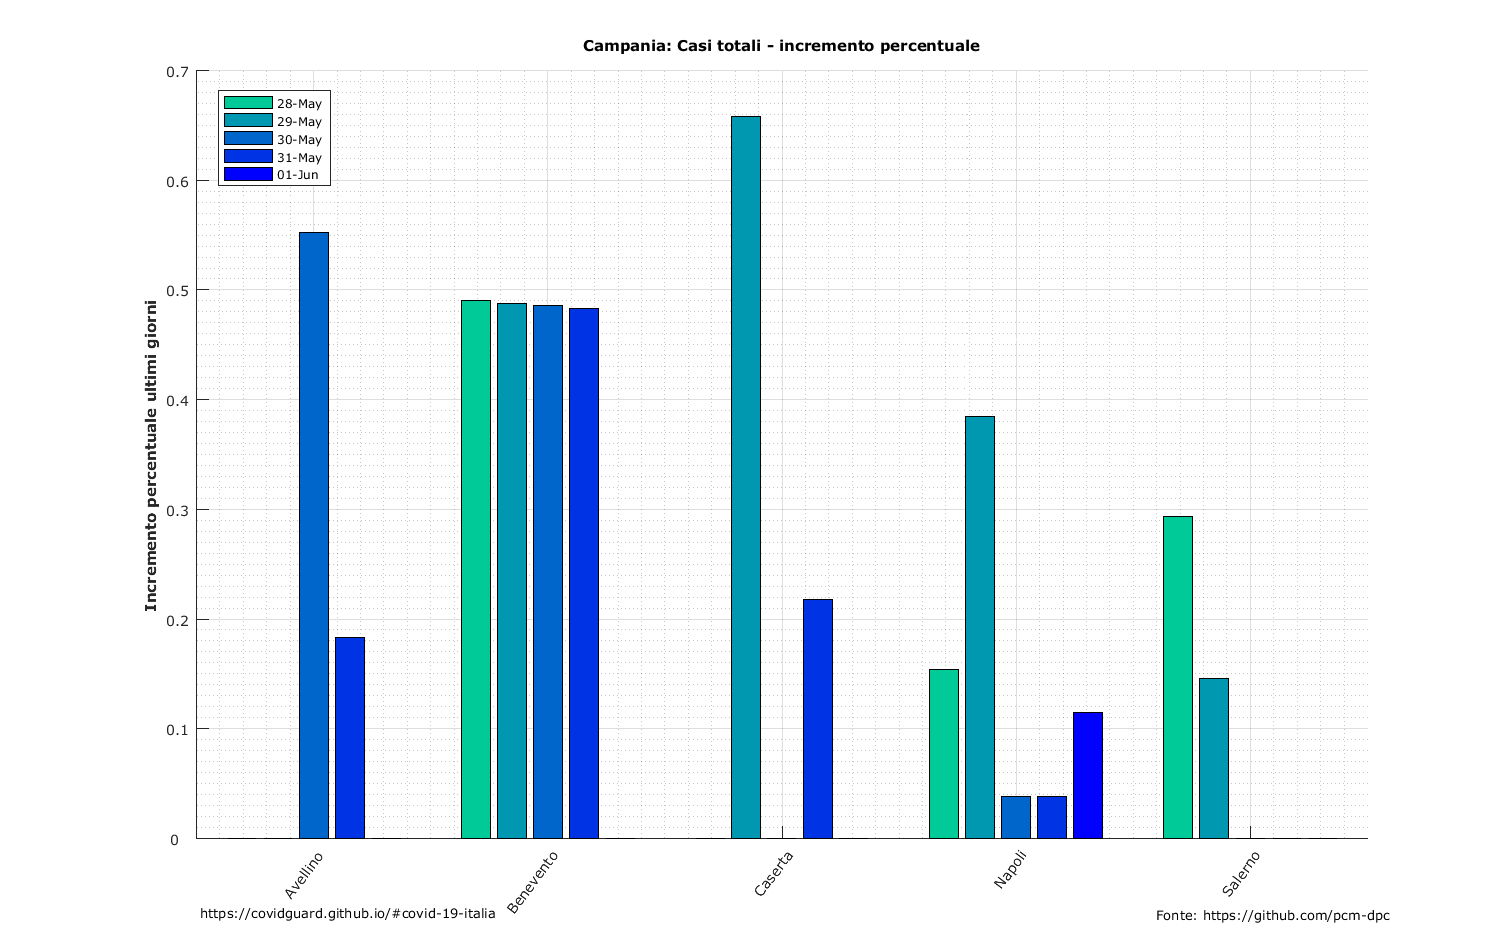 Campania: Casi totali - incremento percentuale
0.7
0.6
0.5
0.4
0.3
0.2
0.1
0
Incremento percentuale ultimi giorni
28-May
29-May
30-May
31-May
01-Jun
Avellino
Benevento
Caserta
Napoli
Salerno
https://covidguard.github.io/#covid-19-italia
Fonte: https://github.com/pcm-dpc